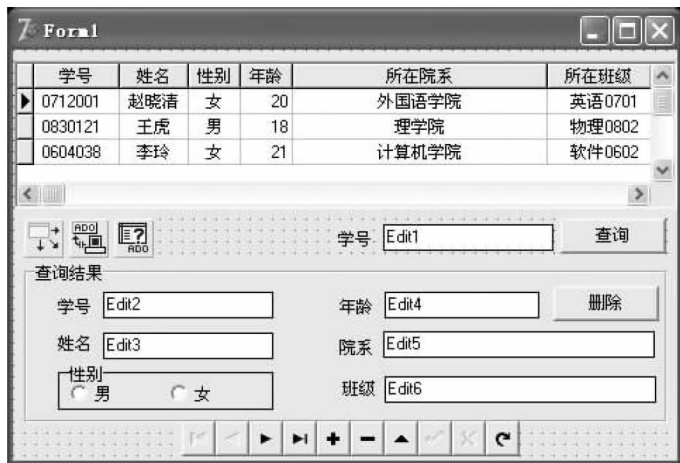 Form1
学号 姓名 性别 年龄 所在院系 所在班级
0712001 赵晓清 女 20 外国语学院 英语0701
0830121 王虎 男 18 理学院 物理0802
0604038 李玲 女 21 计算机学院 软件0602
ADO ADO 学号 Edit1 查询
查询结果
学号 Edit2 年龄 Edit4 删除
姓名 Edit3 院系 Edit5
性别
男 女 班级 Edit6